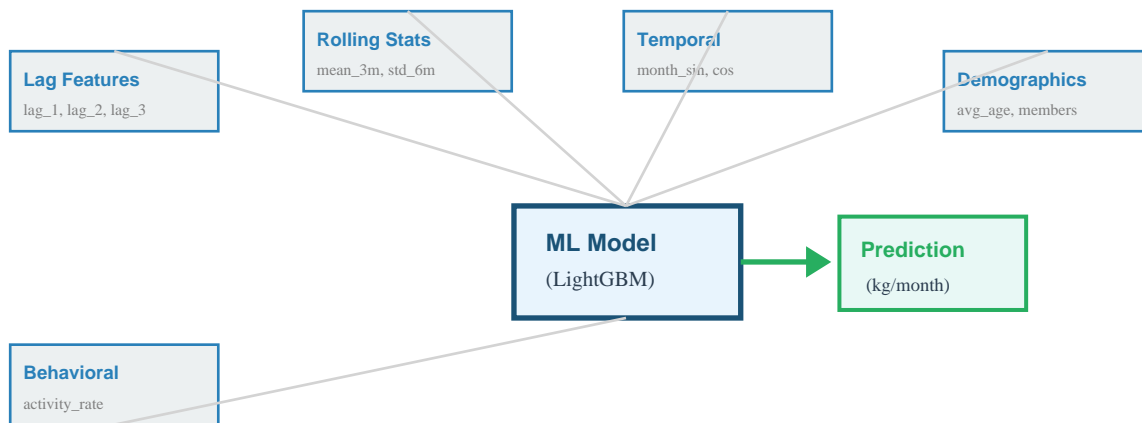 Rolling Stats
mean_3m, std_6m
Temporal
month_sin, cos
Lag Features
lag_1, lag_2, lag_3
Demographics
avg_age, members
ML Model
(LightGBM)
Prediction
(kg/month)
Behavioral
activity_rate